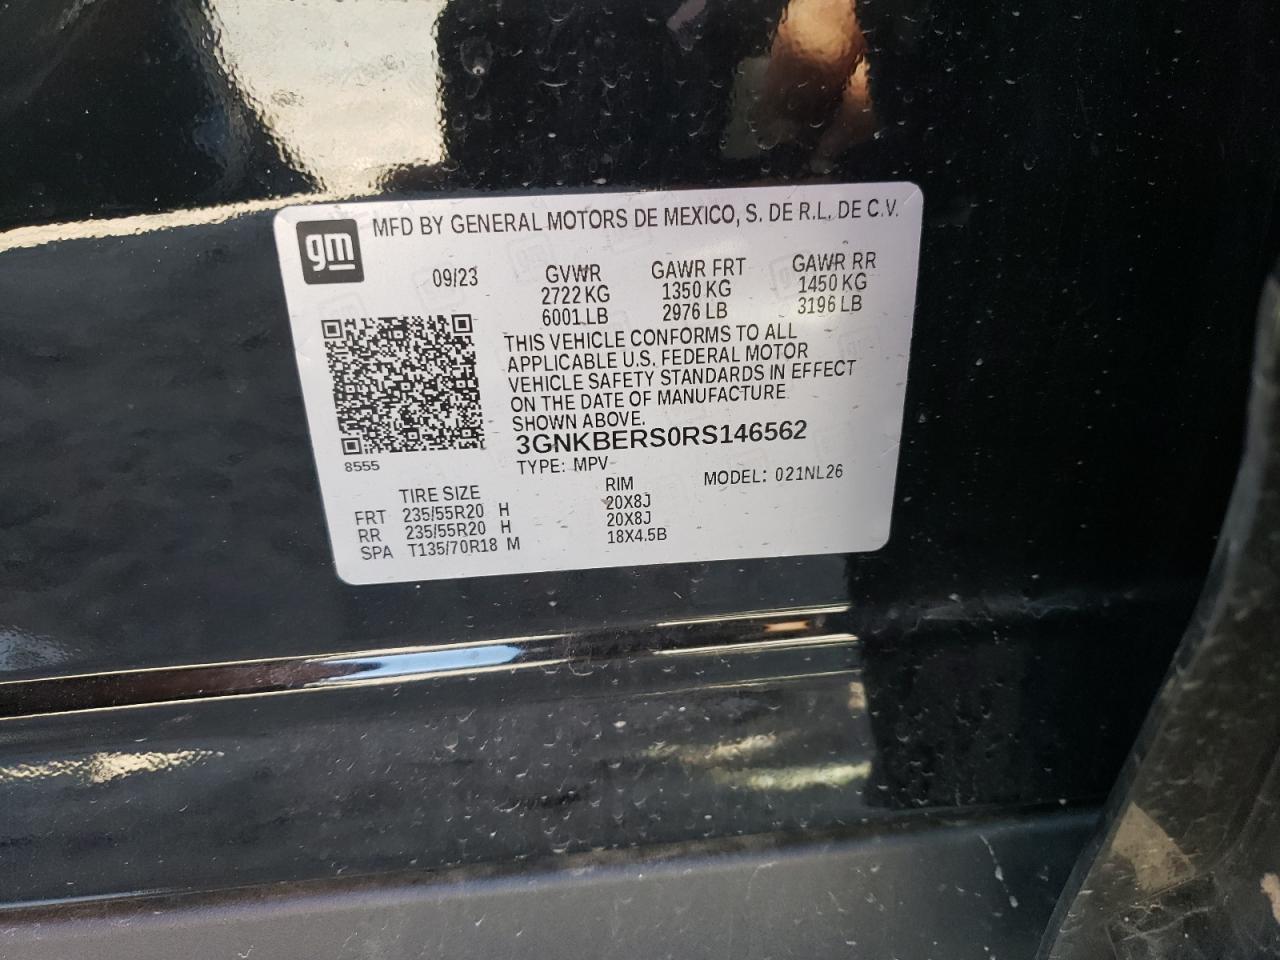 gm
MFD BY GENERAL MOTORS DE MEXICO, S. DE R.L. DE C.V.
09/23 GVWR GAWR FRT GAWR RR
2722 KG 1350 KG 1450 KG
6001 LB 2976 LB 3196 LB
THIS VEHICLE CONFORMS TO ALL
APPLICABLE U.S. FEDERAL MOTOR
VEHICLE SAFETY STANDARDS IN EFFECT
ON THE DATE OF MANUFACTURE
SHOWN ABOVE.
3GNKBERS0RS146562
8555
TYPE: MPV MODEL: 021NL26
TIRE SIZE RIM
FRT 235/55R20 H 20X8J
RR 235/55R20 H 20X8J
SPA T135/70R18 M 18X4.5B